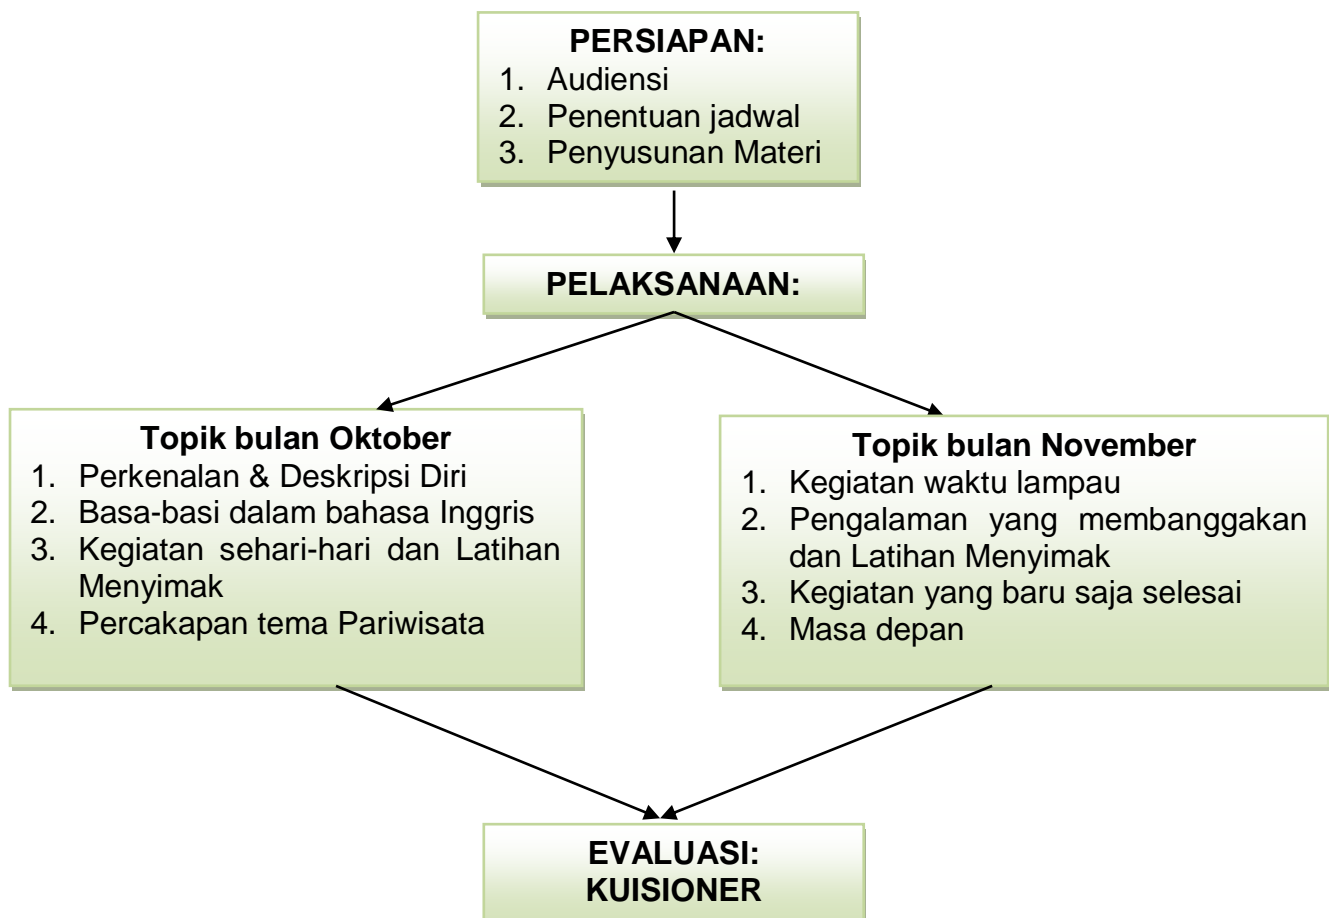 PERSIAPAN:
1. Audiensi
2. Penentuan jadwal
3. Penyusunan Materi
PELAKSANAAN:
Topik bulan Oktober
1. Perkenalan & Deskripsi Diri
2. Basa-basi dalam bahasa Inggris
3. Kegiatan sehari-hari dan Latihan
Menyimak
4. Percakapan tema Pariwisata
Topik bulan November
1. Kegiatan waktu lampau
2. Pengalaman yang membanggakan
dan Latihan Menyimak
3. Kegiatan yang baru saja selesai
4. Masa depan
EVALUASI:
KUISIONER